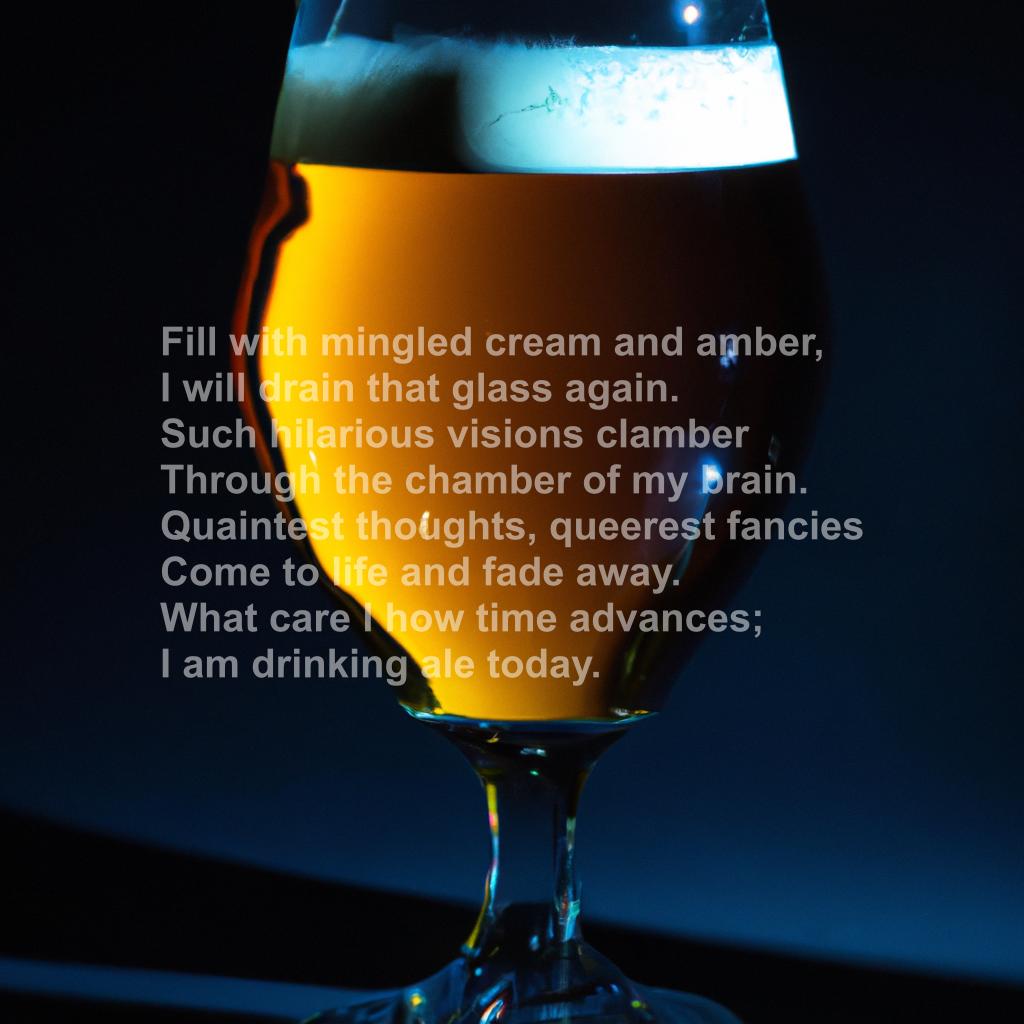 Fill with mingled cream and amber,
I will drain that glass again.
Such hilarious visions clamber
Through the chamber of my brain.
Quaintest thoughts, queerest fancies
Come to life and fade away.
What care I how time advances;
I am drinking ale today.